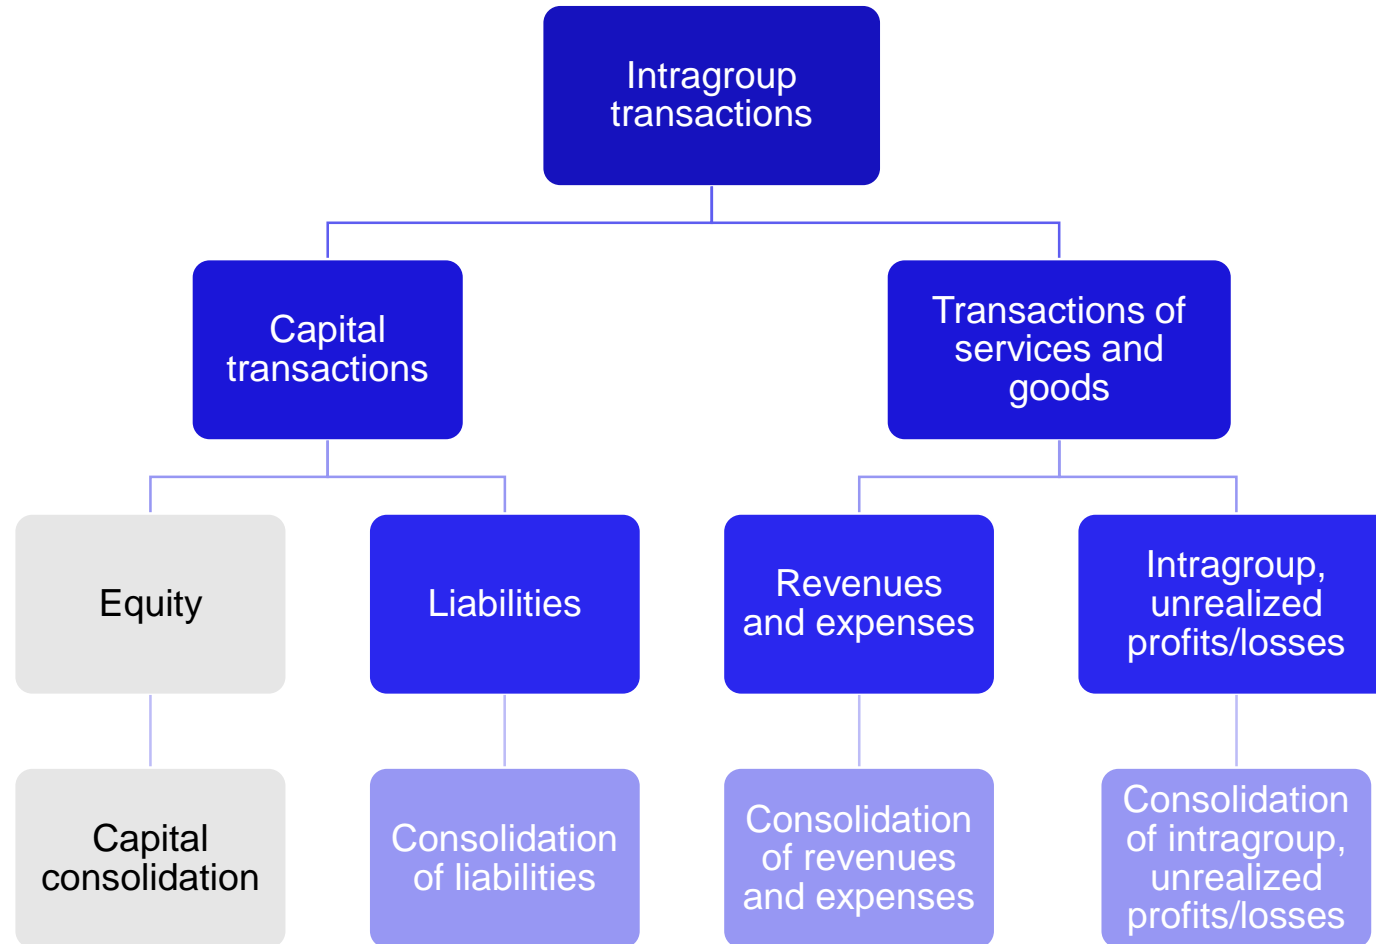 Intragroup
transactions
Capital
transactions
Transactions of
services and
goods
Equity
Liabilities
Revenues
and expenses
Intragroup,
unrealized
profits/losses
Capital
consolidation
Consolidation
of liabilities
Consolidation
of revenues
and expenses
Consolidation
of intragroup,
unrealized
profits/losses